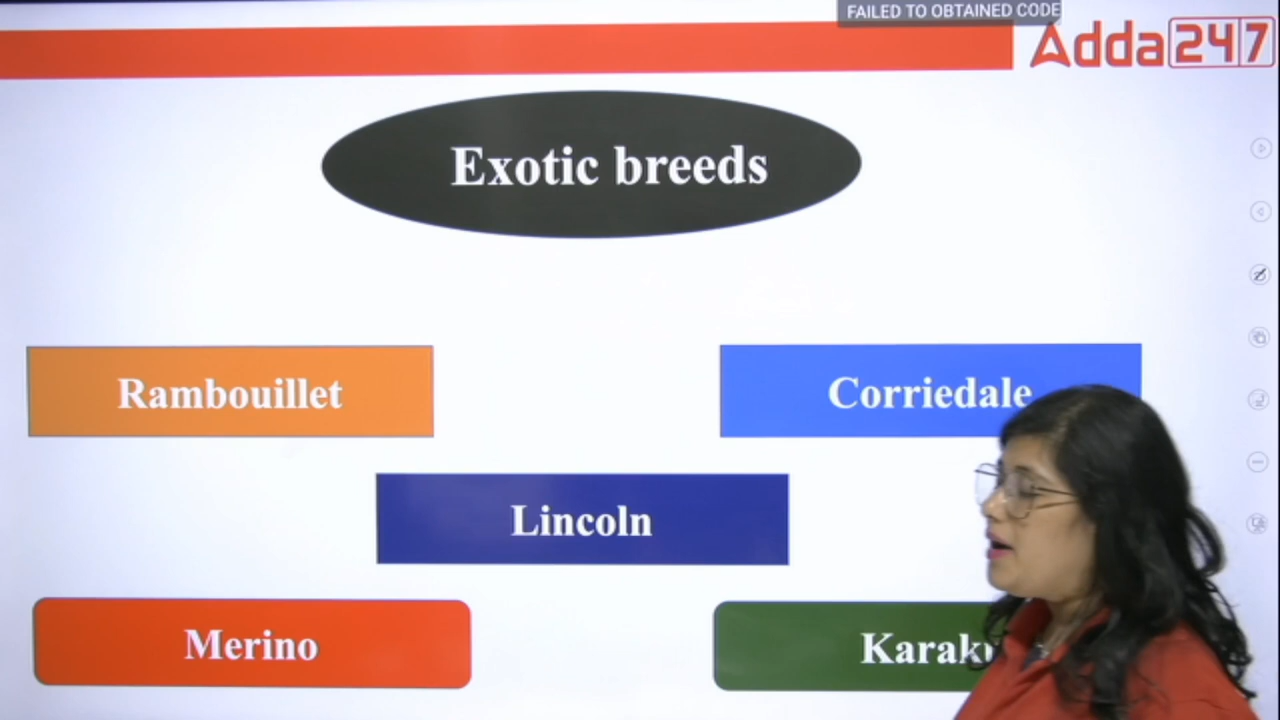 FAILED TO OBTAINED CODE
Adda247
Exotic breeds
Rambouillet
Corriedale
Lincoln
Merino